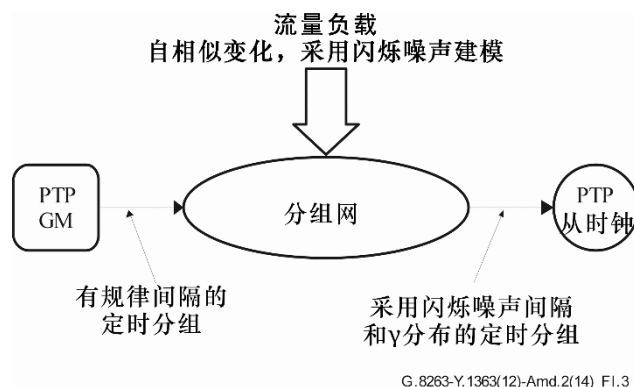 流量负载
自相似变化，采用闪烁噪声建模
PTP
GM
分组网
PTP
从时钟
有规律间隔的
定时分组
采用闪烁噪声间隔
和γ分布的定时分组
G.8263-Y.1363(12)-Amd.2(14)_FI.3